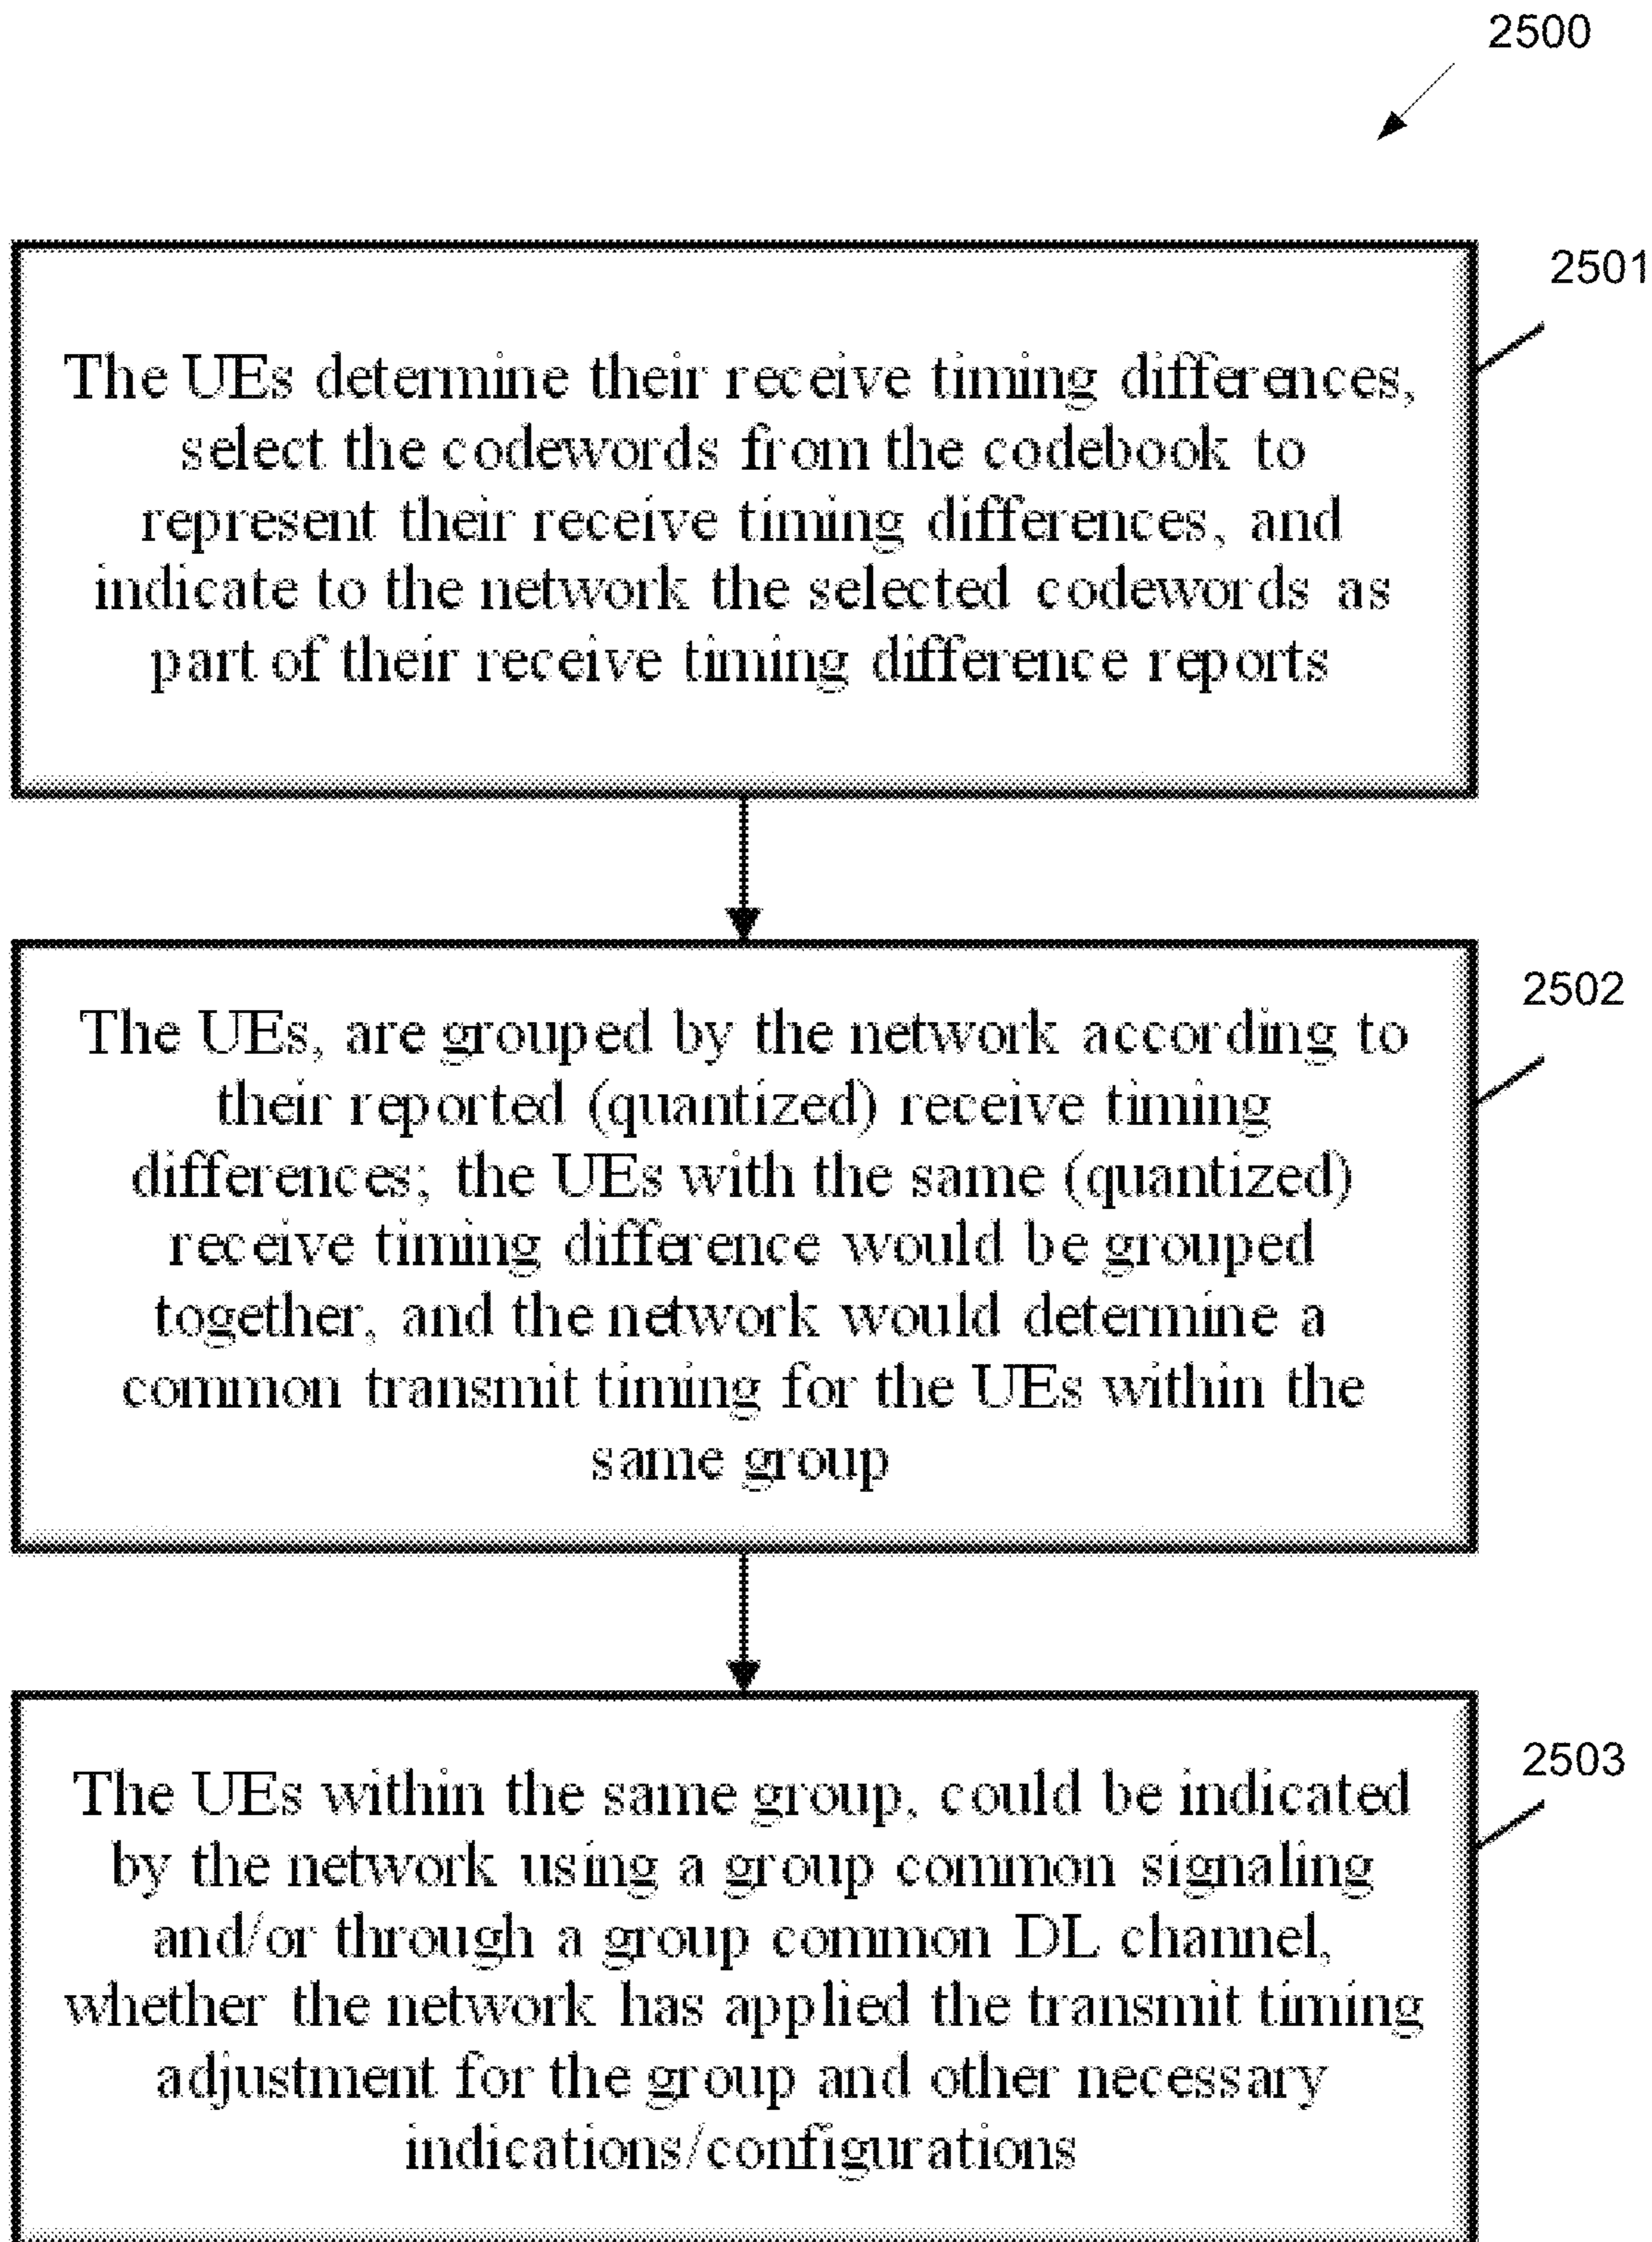 2500
2501
The UEs determine their receive timing differences,
select the codewords from the codebook to
represent their receive timing differences, and
indicate to the network the selected codewords as
part of their receive timing difference reports
2502
The UEs, are grouped by the network according to
their reported (quantized) receive timing
differences; the UEs with the same (quantized)
receive timing difference would be grouped
together, and the network would determine a
common transmit timing for the UEs within the
same group
2503
The UEs within the same group, could be indicated
by the network using a group common signaling
and/or through a group common DL channel,
whether the network has applied the transmit timing
adjustment for the group and other necessary
indications/configurations